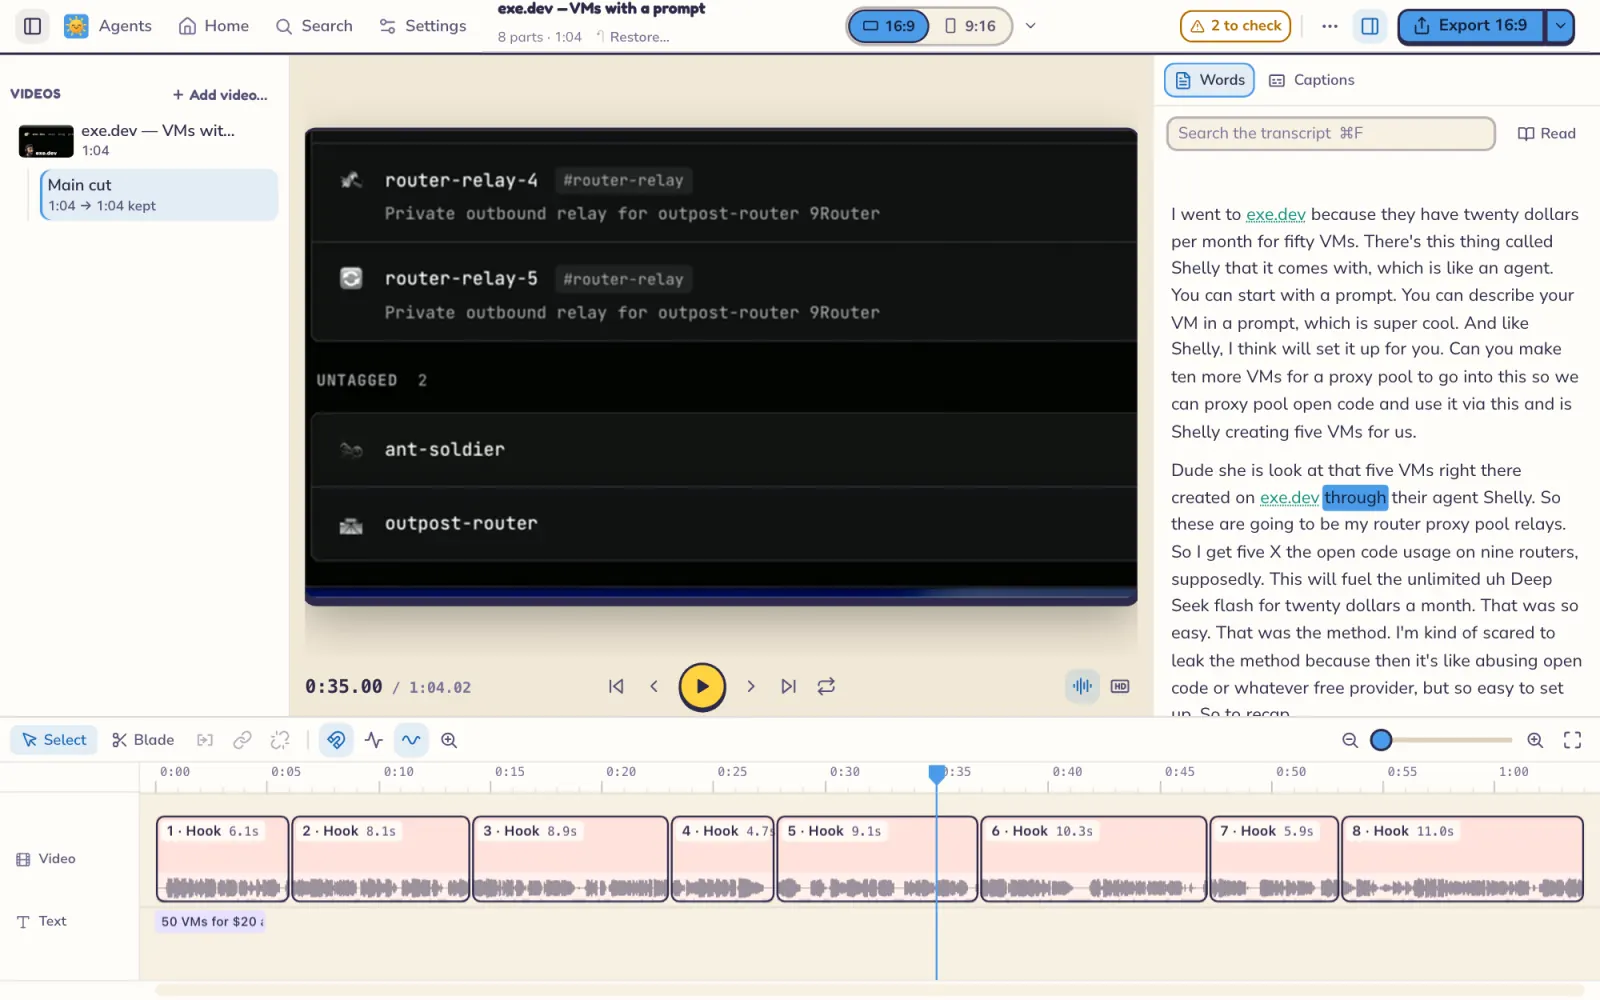 Agents
Home
Search
Settings
exe.dev — VMs with a prompt
8 parts · 1:04
Restore...
16:9
9:16
2 to check
Export 16:9
VIDEOS
+ Add video...
exe.dev — VMs wit...
1:04
Main cut
1:04 → 1:04 kept
router-relay-4 #router-relay
Private outbound relay for outpost-router 9Router
router-relay-5 #router-relay
Private outbound relay for outpost-router 9Router
UNTAGGED 2
ant-soldier
outpost-router
0:35.00 / 1:04.02
HD
Words
Captions
Search the transcript ⌘F
Read
I went to exe.dev because they have twenty dollars
per month for fifty VMs. There's this thing called
Shelly that it comes with, which is like an agent.
You can start with a prompt. You can describe your
VM in a prompt, which is super cool. And like
Shelly, I think will set it up for you. Can you make
ten more VMs for a proxy pool to go into this so we
can proxy pool open code and use it via this and is
Shelly creating five VMs for us.
Dude she is look at that five VMs right there
created on exe.dev through their agent Shelly. So
these are going to be my router proxy pool relays.
So I get five X the open code usage on nine routers,
supposedly. This will fuel the unlimited uh Deep
Seek flash for twenty dollars a month. That was so
easy. That was the method. I'm kind of scared to
leak the method because then it's like abusing open
code or whatever free provider, but so easy to set
up. So to recap
Select
Blade
0:00 0:05 0:10 0:15 0:20 0:25 0:30 0:35 0:40 0:45 0:50 0:55 1:00
Video
1 · Hook 6.1s
2 · Hook 8.1s
3 · Hook 8.9s
4 · Hook 4.7s
5 · Hook 9.1s
6 · Hook 10.3s
7 · Hook 5.9s
8 · Hook 11.0s
Text
50 VMs for $20